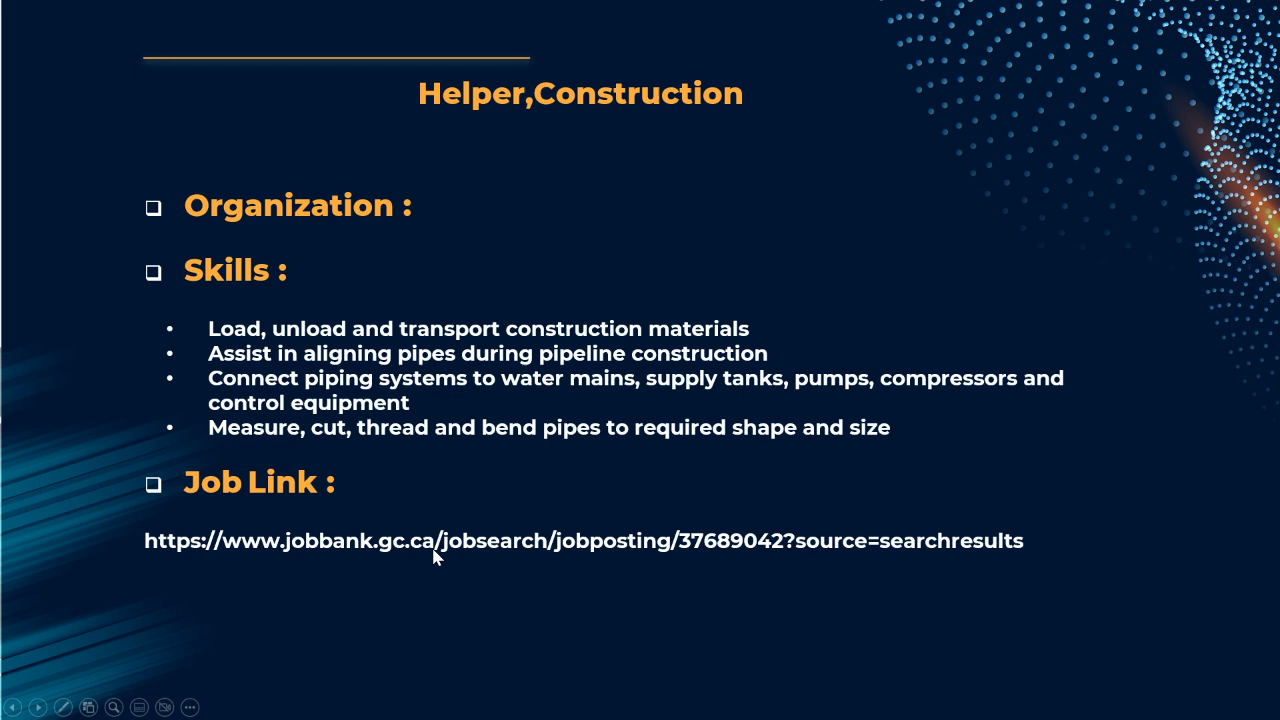 Helper,Construction
Organization :
Skills :
Load, unload and transport construction materials
Assist in aligning pipes during pipeline construction
Connect piping systems to water mains, supply tanks, pumps, compressors and
control equipment
Measure, cut, thread and bend pipes to required shape and size
Job Link :
https://www.jobbank.gc.ca/jobsearch/jobposting/37689042?source=searchresults